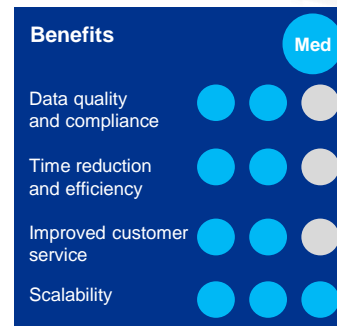 Benefits
Med
Data quality
and compliance
Time reduction
and efficiency
Improved customer
service
Scalability